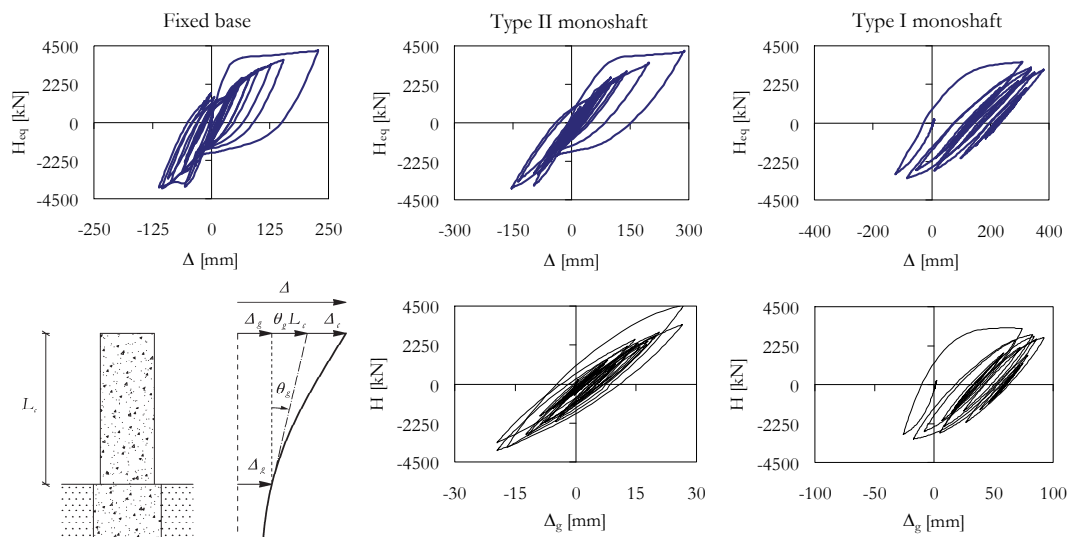 Fixed base
Type II monoshaft
Type I monoshaft
4500
2250
0
-2250
-4500
H_eq [kN]
-250 -125 0 125 250
Δ [mm]
4500
2250
0
-2250
-4500
H_eq [kN]
-300 -150 0 150 300
Δ [mm]
4500
2250
0
-2250
-4500
H_eq [kN]
-400 -200 0 200 400
Δ [mm]
L_c
Δ
Δ_g θ_g L_c Δ_c
θ_g
Δ_g
4500
2250
0
-2250
-4500
H [kN]
-30 -15 0 15 30
Δ_g [mm]
4500
2250
0
-2250
-4500
H [kN]
-100 -50 0 50 100
Δ_g [mm]